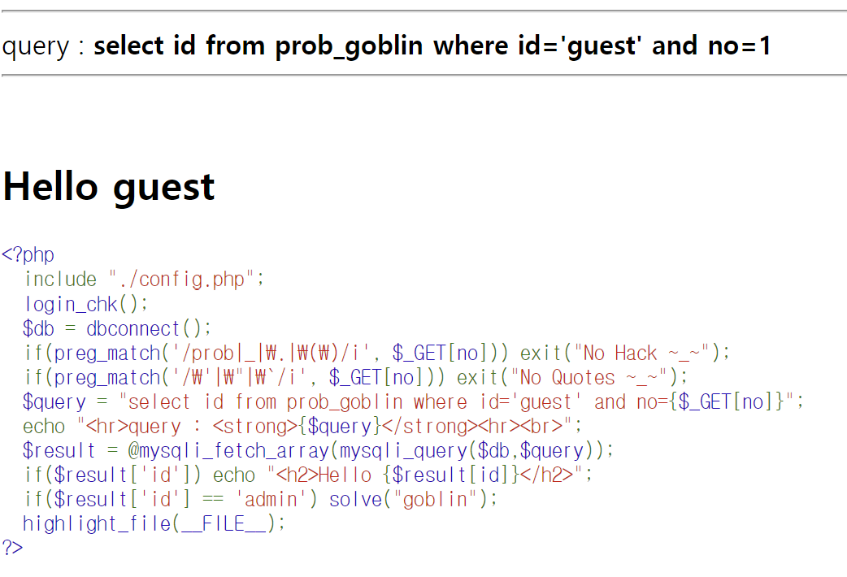 query : select id from prob_goblin where id='guest' and no=1
Hello guest
<?php
include "./config.php";
login_chk();
$db = dbconnect();
if(preg_match('/prob|_|₩.|₩(₩)/i', $_GET[no])) exit("No Hack ~_~");
if(preg_match('/₩'|₩"|₩`/i', $_GET[no])) exit("No Quotes ~_~");
$query = "select id from prob_goblin where id='guest' and no={$_GET[no]}";
echo "<hr>query : <strong>{$query}</strong><hr><br>";
$result = @mysqli_fetch_array(mysqli_query($db,$query));
if($result['id']) echo "<h2>Hello {$result[id]}</h2>";
if($result['id'] == 'admin') solve("goblin");
highlight_file(__FILE__);
?>